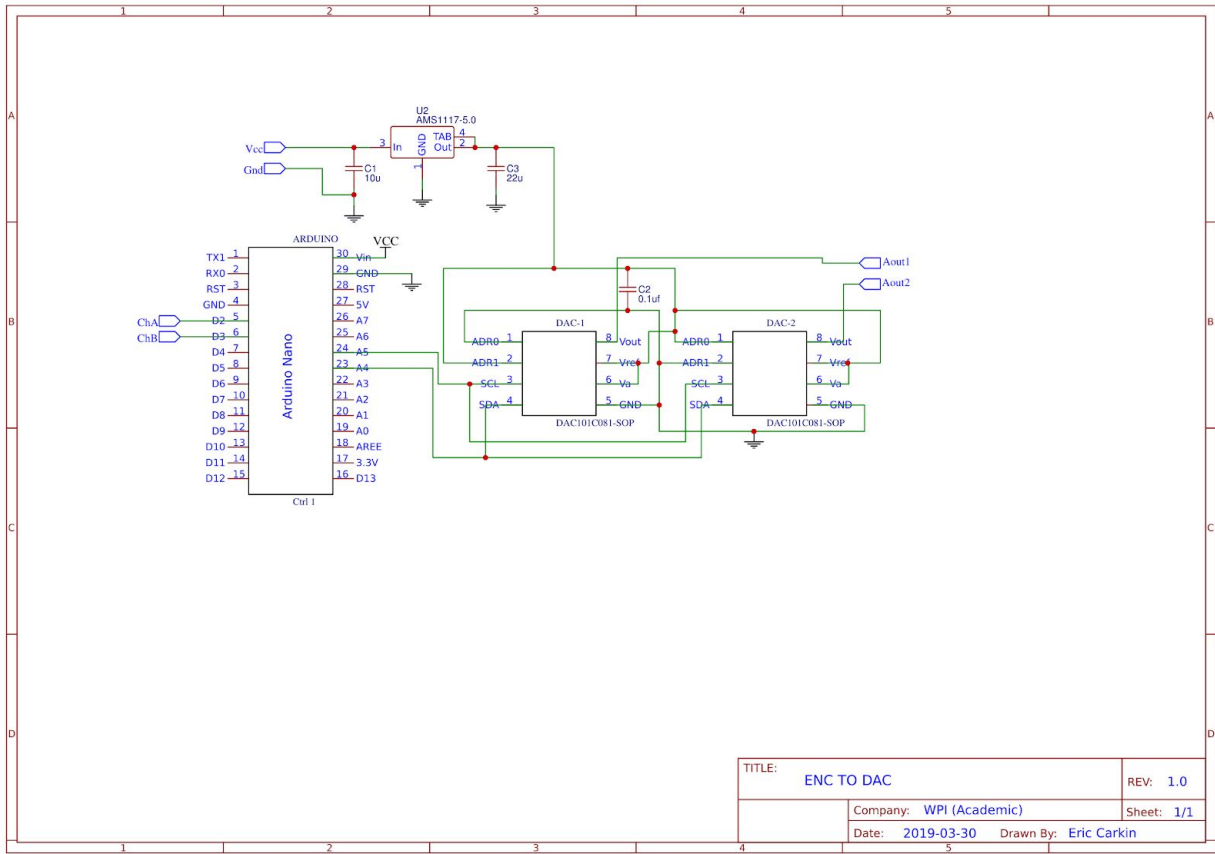 1 2 3 4 5
A A
U2
AMS1117-5.0
Vcc 3 In GND TAB 4
Out 2
Gnd C1
10u
1
C3
22u
B B
ARDUINO VCC
TX1 1 30 Vin
RX0 2 29 GND
RST 3 28 RST
GND 4 27 5V
ChA D2 5 26 A7
ChB D3 6 25 A6
D4 7 24 A5
D5 8 23 A4
D6 9 22 A3
D7 10 21 A2
D8 11 20 A1
D9 12 19 A0
D10 13 18 AREE
D11 14 17 3.3V
D12 15 16 D13
Arduino Nano
Ctrl 1
C2
0.1uf
Aout1
Aout2
DAC-1
ADR0 1 8 Vout
ADR1 2 7 Vref
SCL 3 6 Va
SDA 4 5 GND
DAC101C081-SOP
DAC-2
ADR0 1 8 Vout
ADR1 2 7 Vref
SCL 3 6 Va
SDA 4 5 GND
DAC101C081-SOP
C C
D D
TITLE:
ENC TO DAC
REV: 1.0
Company: WPI (Academic)
Sheet: 1/1
Date: 2019-03-30 Drawn By: Eric Carkin
1 2 3 4 5